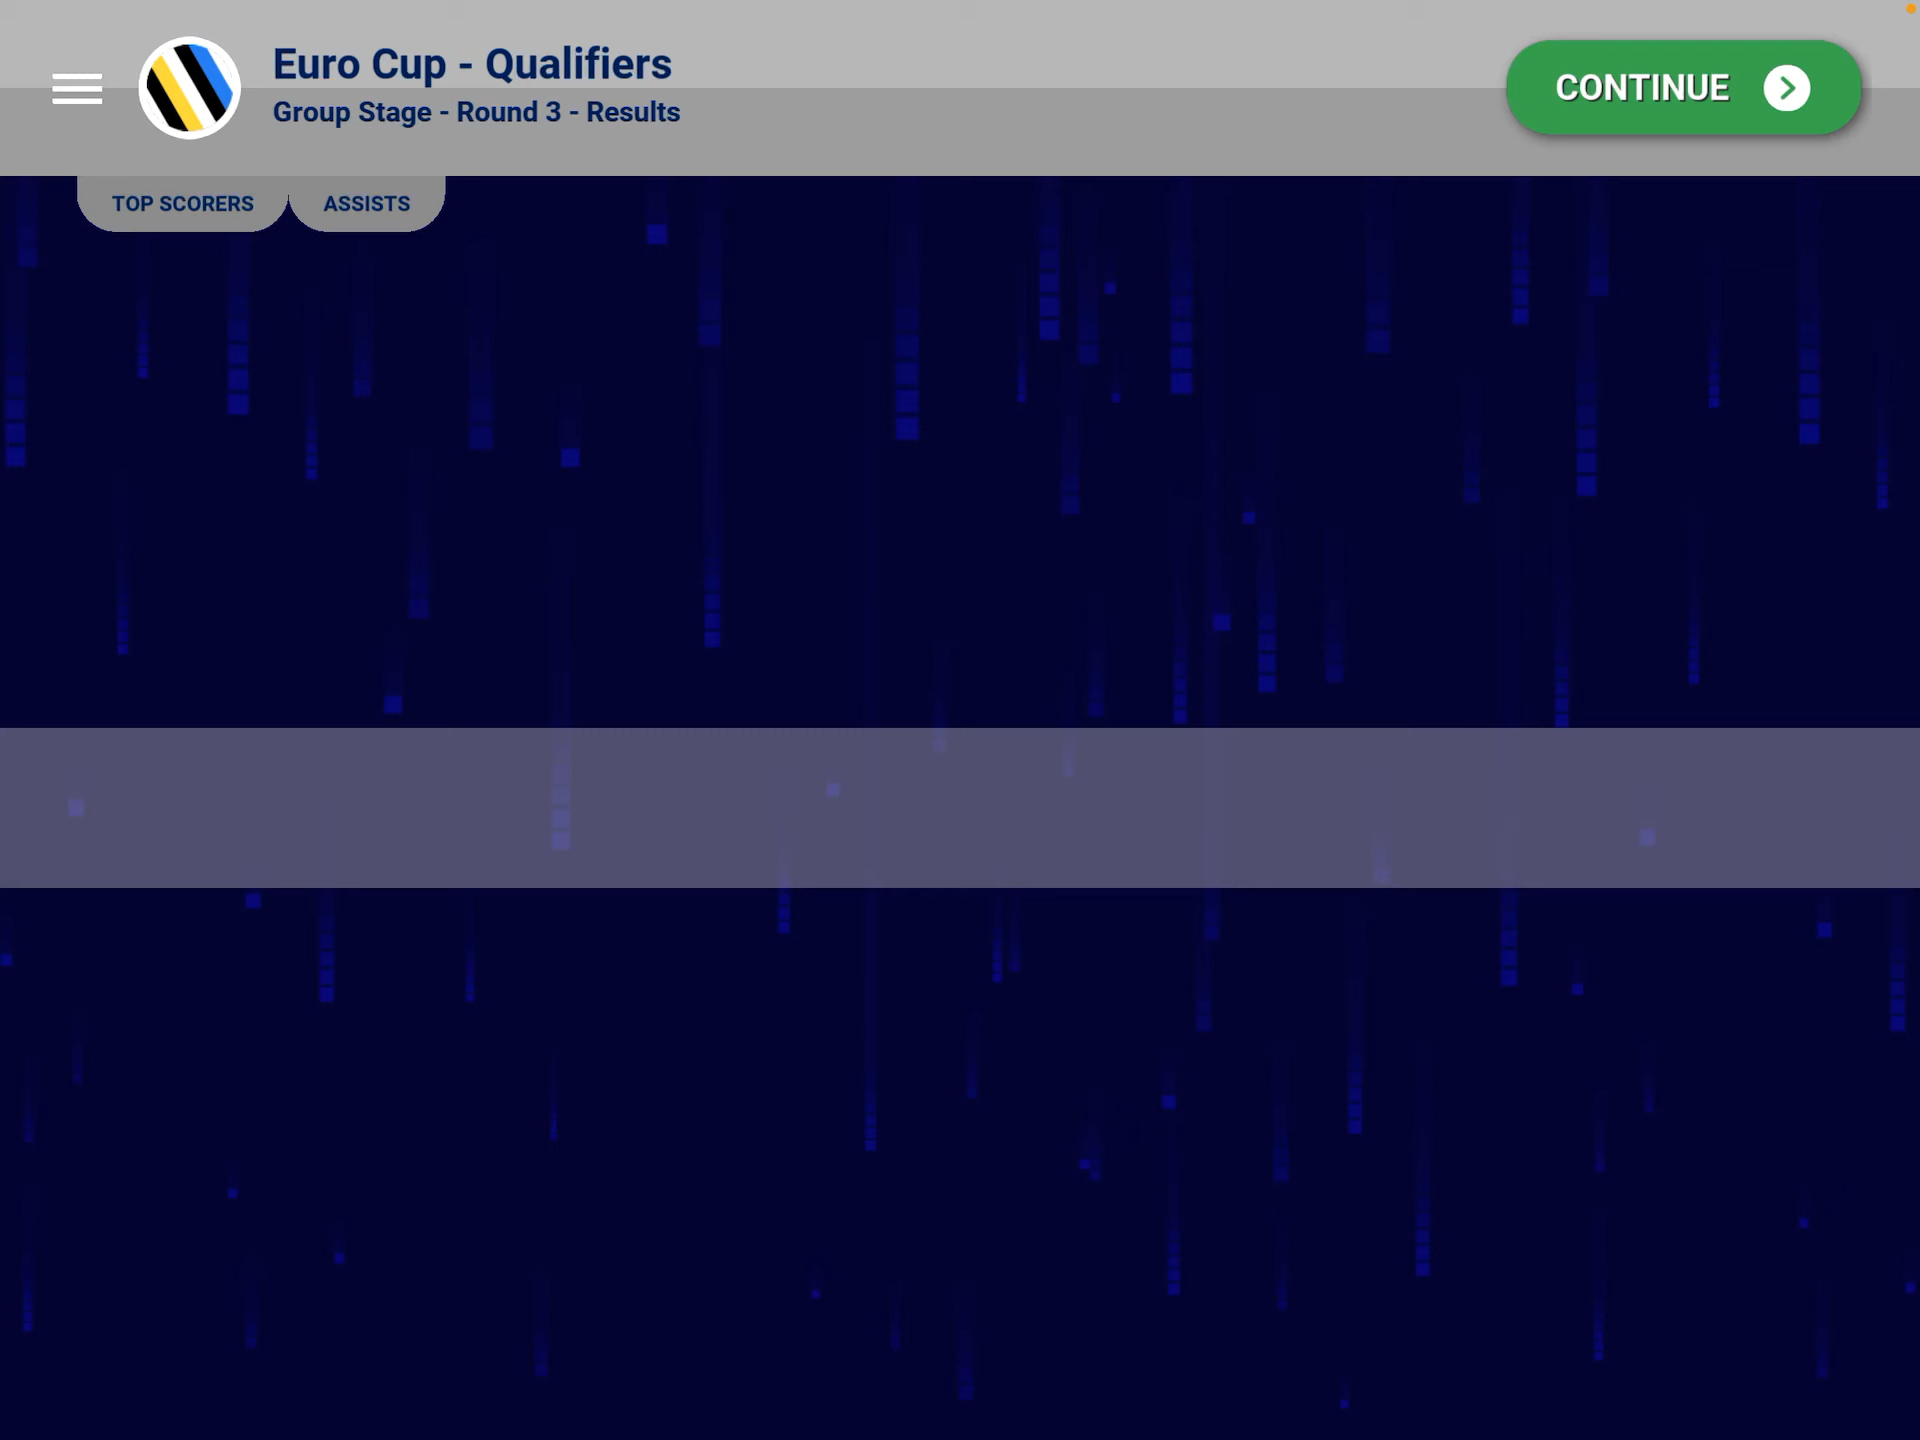 Euro Cup - Qualifiers
Group Stage - Round 3 - Results
CONTINUE
TOP SCORERS
ASSISTS